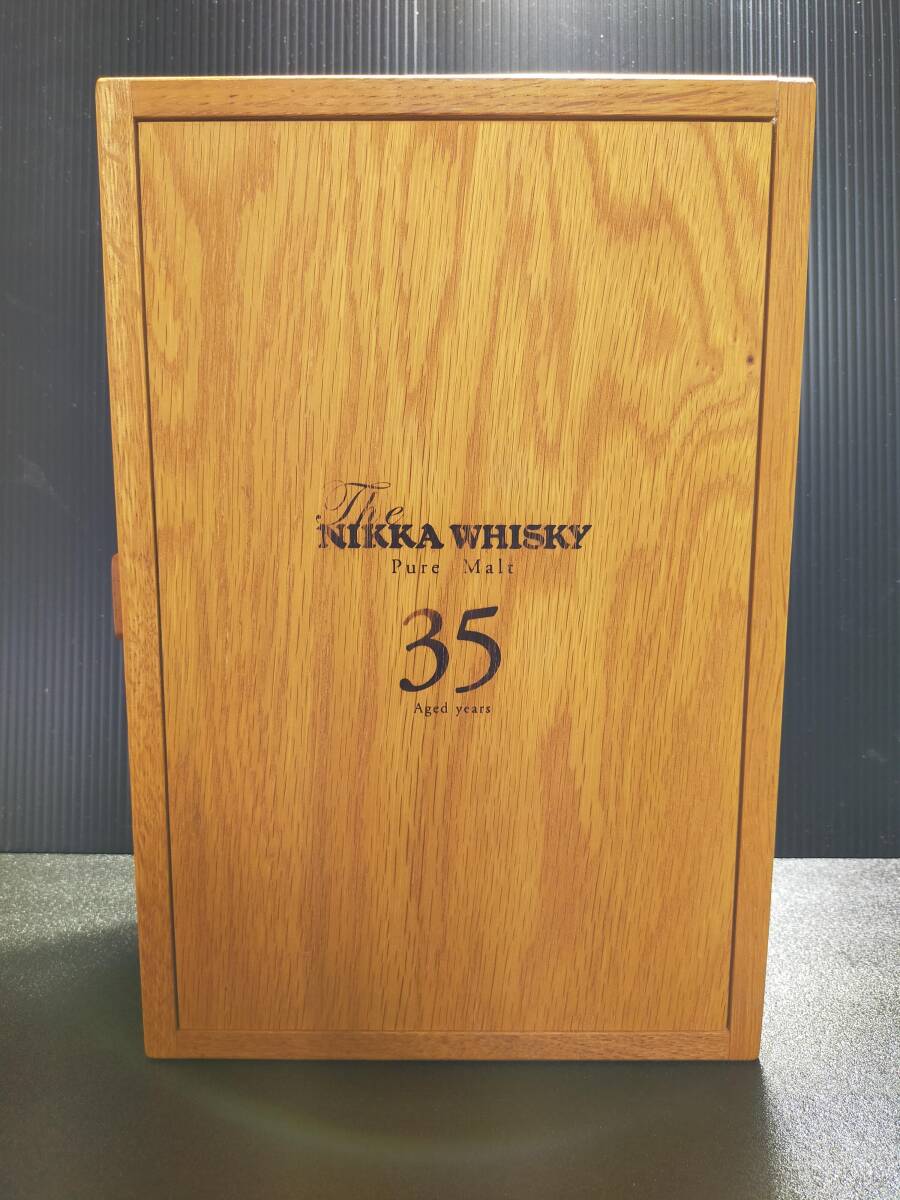 The
NIKKA WHISKY
Pure Malt
35
Aged years